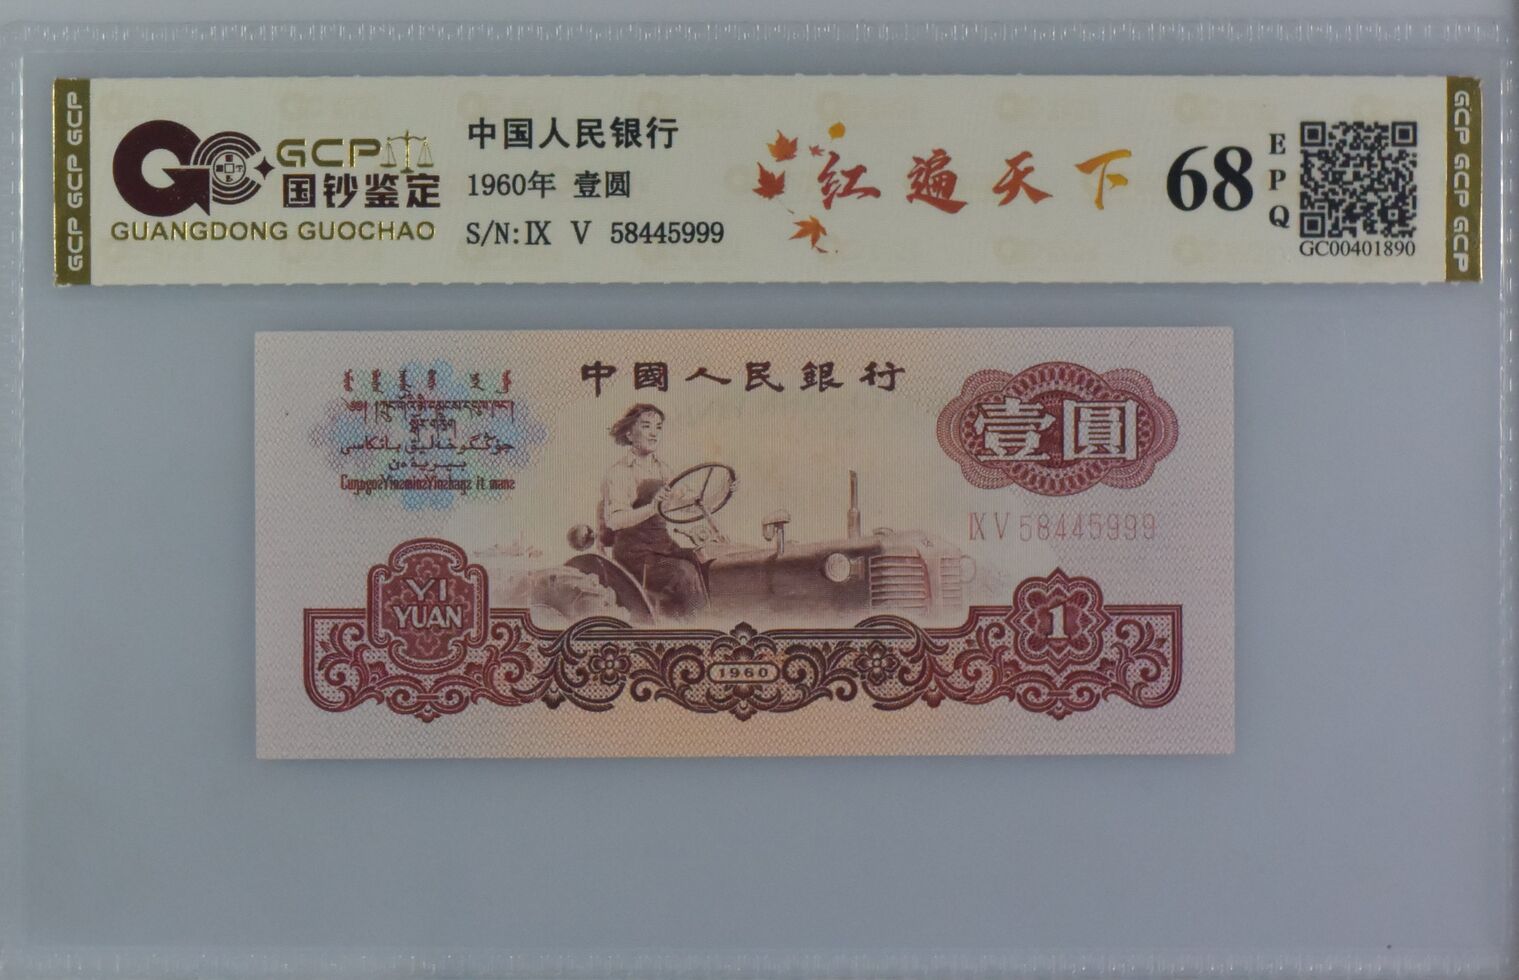 GCP GCP GCP
GCP
国钞鉴定
GUANGDONG GUOCHAO
中国人民银行
1960年 壹圆
S/N: IX V 58445999
红遍天下
68
EPQ
GC00401890
GCP GCP GCP
中國人民銀行
壹圓
IX V 58445999
YI
YUAN
1960
1